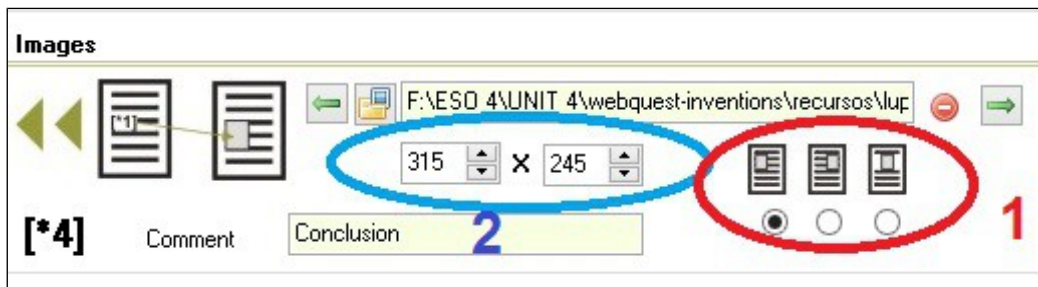 Images
[*1]
F:\ESO 4\UNIT 4\webquest-inventions\recursos\lup
315 X 245
1
[*4] Comment Conclusion 2